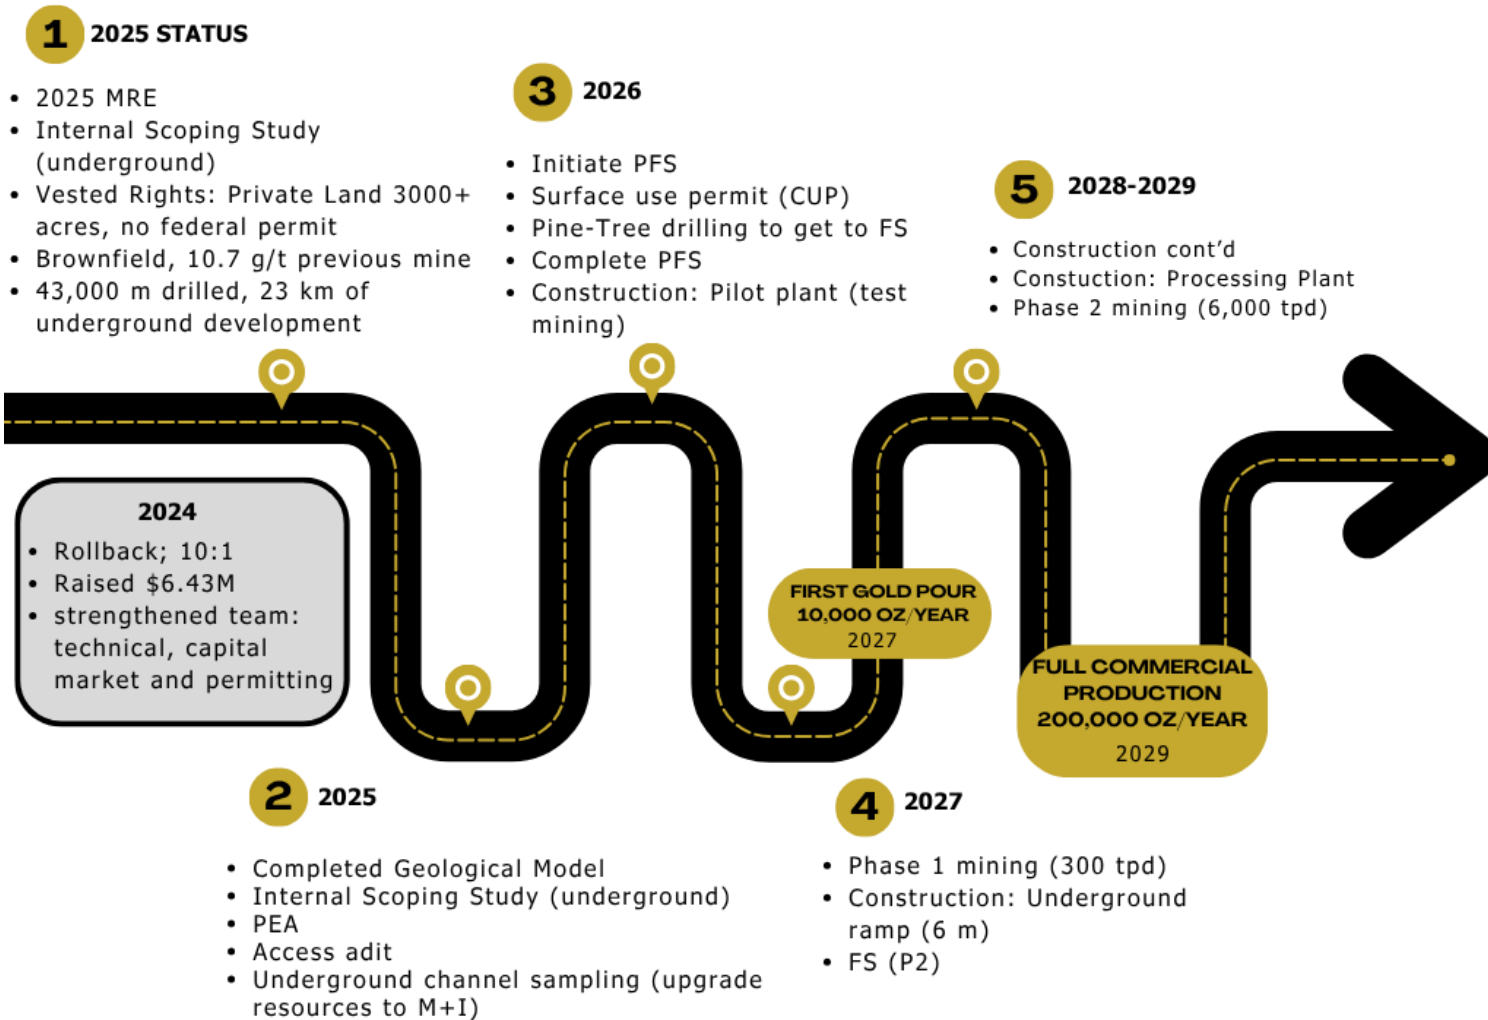 1 2025 STATUS
• 2025 MRE
• Internal Scoping Study
(underground)
• Vested Rights: Private Land 3000+
acres, no federal permit
• Brownfield, 10.7 g/t previous mine
• 43,000 m drilled, 23 km of
underground development
2024
• Rollback; 10:1
• Raised $6.43M
• strengthened team:
technical, capital
market and permitting
2 2025
• Completed Geological Model
• Internal Scoping Study (underground)
• PEA
• Access adit
• Underground channel sampling (upgrade
resources to M+I)
3 2026
• Initiate PFS
• Surface use permit (CUP)
• Pine-Tree drilling to get to FS
• Complete PFS
• Construction: Pilot plant (test
mining)
FIRST GOLD POUR
10,000 OZ/YEAR
2027
4 2027
• Phase 1 mining (300 tpd)
• Construction: Underground
ramp (6 m)
• FS (P2)
5 2028-2029
• Construction cont’d
• Constuction: Processing Plant
• Phase 2 mining (6,000 tpd)
FULL COMMERCIAL
PRODUCTION
200,000 OZ/YEAR
2029